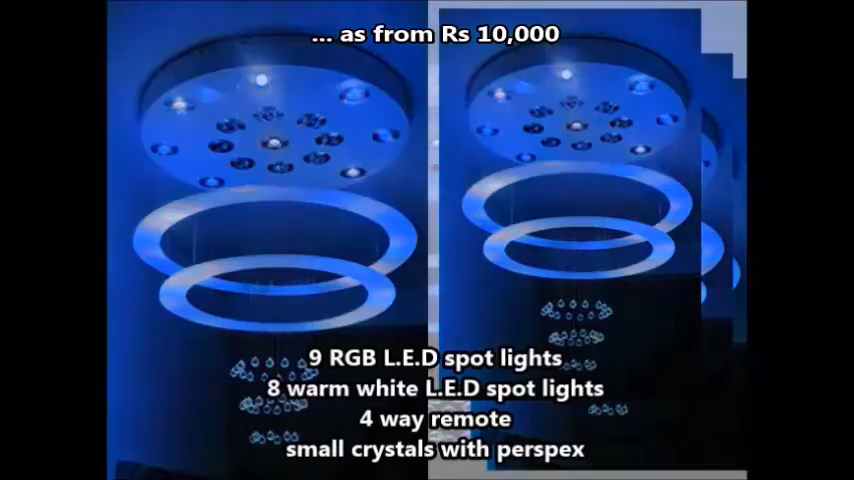 ... as from Rs 10,000
9 RGB L.E.D spot lights
8 warm white L.E.D spot lights
4 way remote
small crystals with perspex